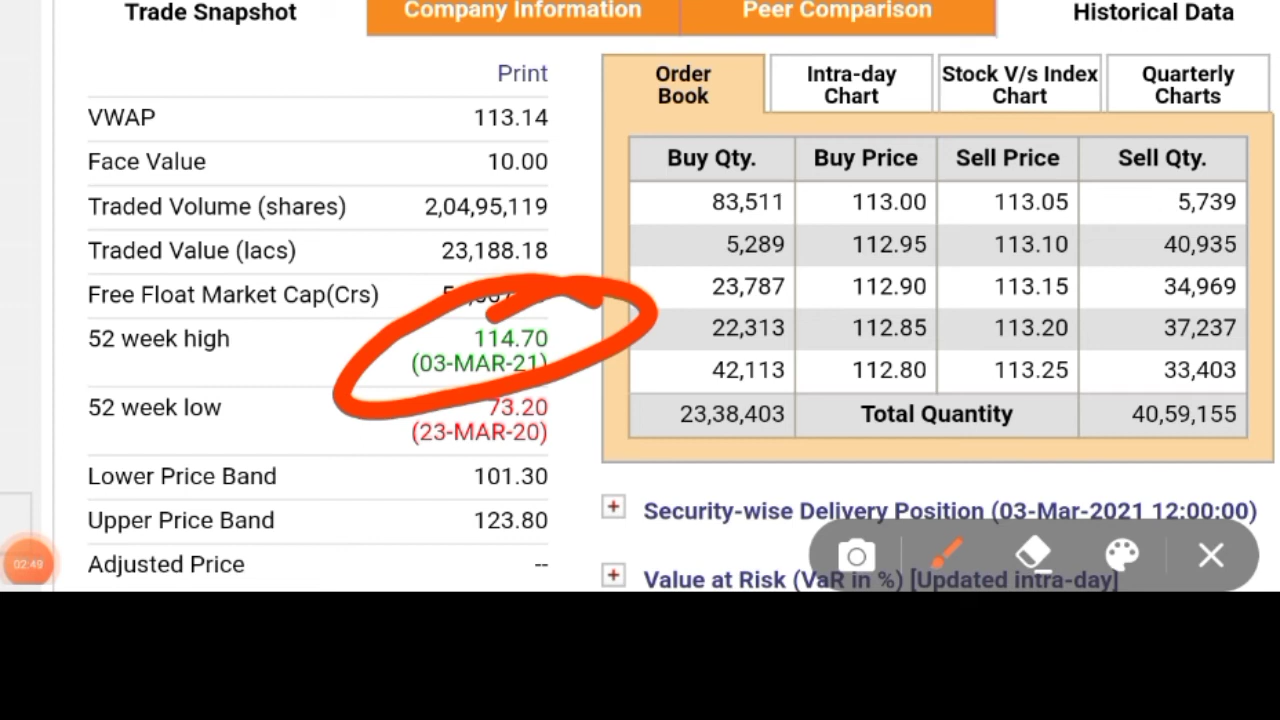 Trade Snapshot
Company Information
Peer Comparison
Historical Data
Print
VWAP 113.14
Face Value 10.00
Traded Volume (shares) 2,04,95,119
Traded Value (lacs) 23,188.18
Free Float Market Cap(Crs)
52 week high 114.70
(03-MAR-21)
52 week low 73.20
(23-MAR-20)
Lower Price Band 101.30
Upper Price Band 123.80
Adjusted Price --
Order
Book
Intra-day
Chart
Stock V/s Index
Chart
Quarterly
Charts
Buy Qty. Buy Price Sell Price Sell Qty.
83,511 113.00 113.05 5,739
5,289 112.95 113.10 40,935
23,787 112.90 113.15 34,969
22,313 112.85 113.20 37,237
42,113 112.80 113.25 33,403
23,38,403 Total Quantity 40,59,155
+ Security-wise Delivery Position (03-Mar-2021 12:00:00)
+ Value at Risk (VaR in %) [Updated intra-day]
02:49